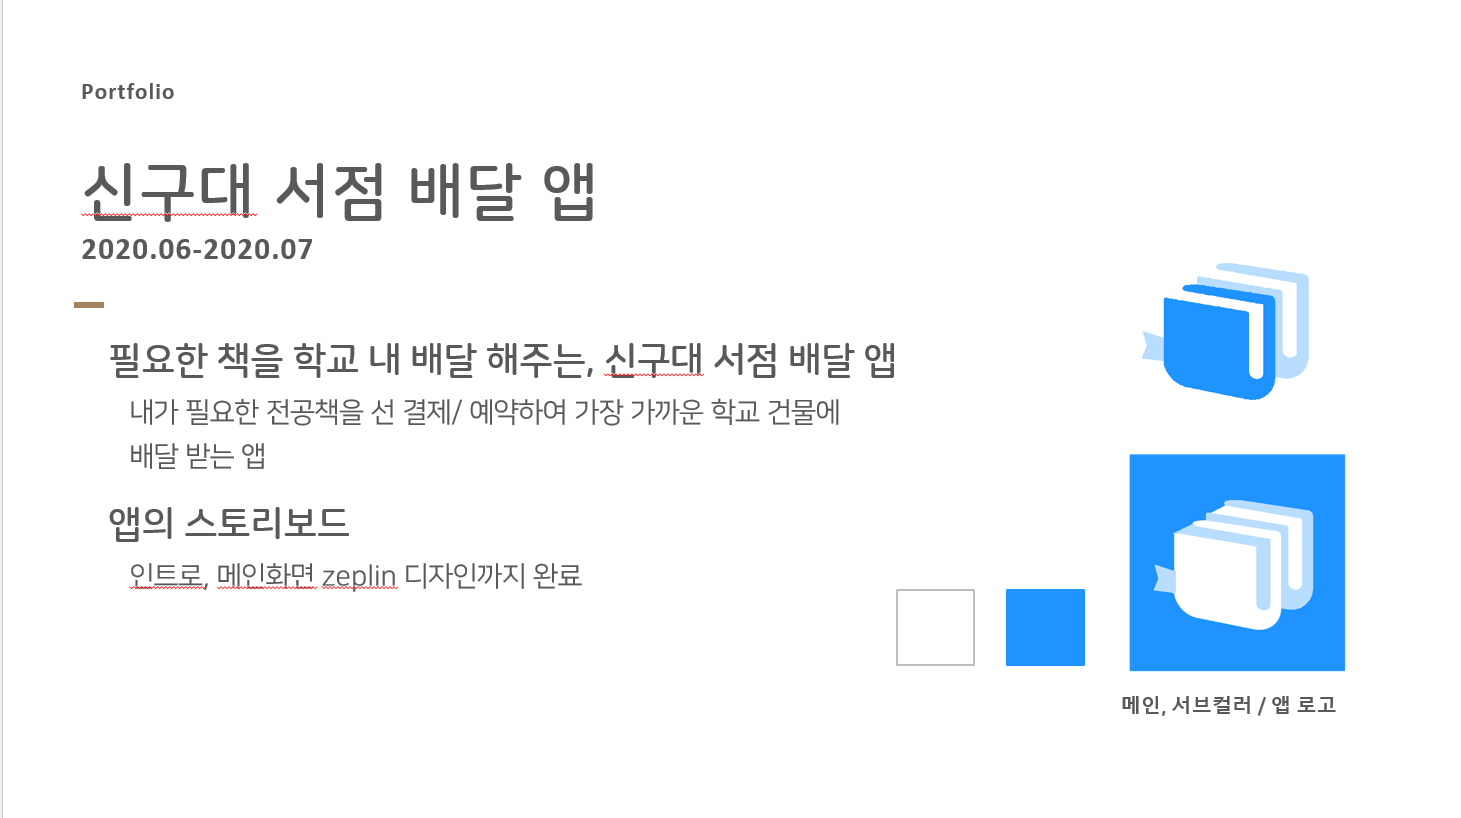 Portfolio
신구대 서점 배달 앱
2020.06-2020.07
필요한 책을 학교 내 배달 해주는, 신구대 서점 배달 앱
내가 필요한 전공책을 선 결제/ 예약하여 가장 가까운 학교 건물에
배달 받는 앱
앱의 스토리보드
인트로, 메인화면 zeplin 디자인까지 완료
메인, 서브컬러 / 앱 로고